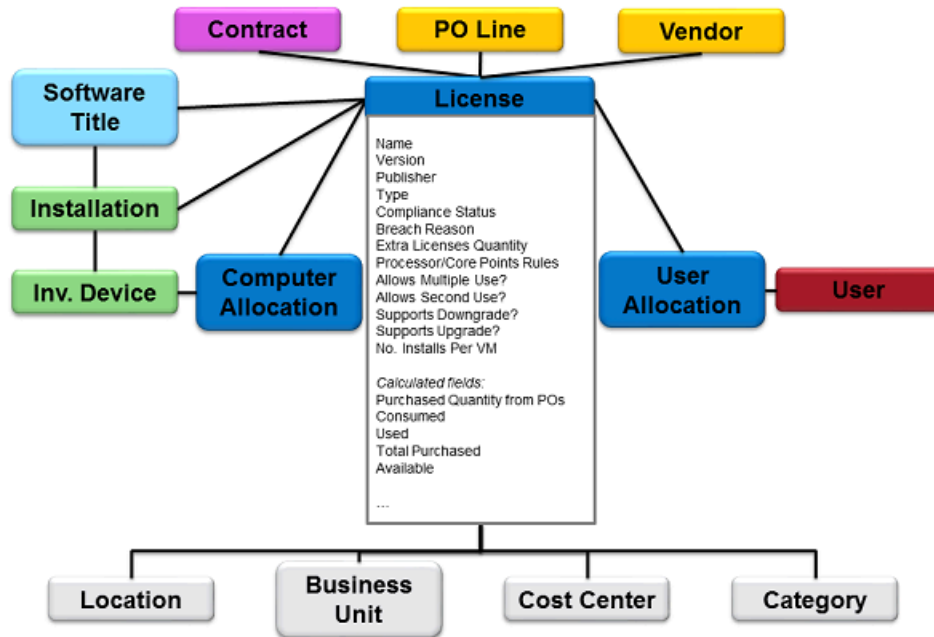 Contract
PO Line
Vendor
Software
Title
License
Name
Version
Publisher
Type
Compliance Status
Breach Reason
Extra Licenses Quantity
Processor/Core Points Rules
Allows Multiple Use?
Allows Second Use?
Supports Downgrade?
Supports Upgrade?
No. Installs Per VM
Calculated fields:
Purchased Quantity from POs
Consumed
Used
Total Purchased
Available
...
Installation
Inv. Device
Computer
Allocation
User
Allocation
User
Location
Business
Unit
Cost Center
Category